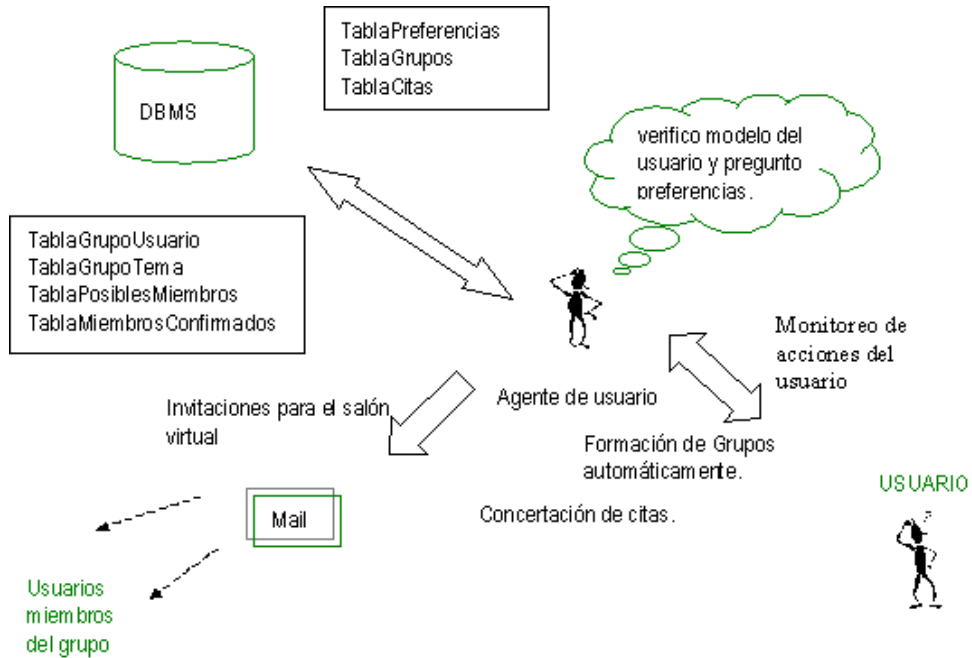 TablaPreferencias
TablaGrupos
TablaCitas
DBMS
verifico modelo del
usuario y pregunto
preferencias.
TablaGrupoUsuario
TablaGrupoTema
TablaPosiblesMiembros
TablaMiembrosConfirmados
Monitoreo de
acciones del
usuario
Agente de usuario
Invitaciones para el salón
virtual
Formación de Grupos
automáticamente.
USUARIO
Mail
Concertación de citas.
Usuarios
miembros
del grupo